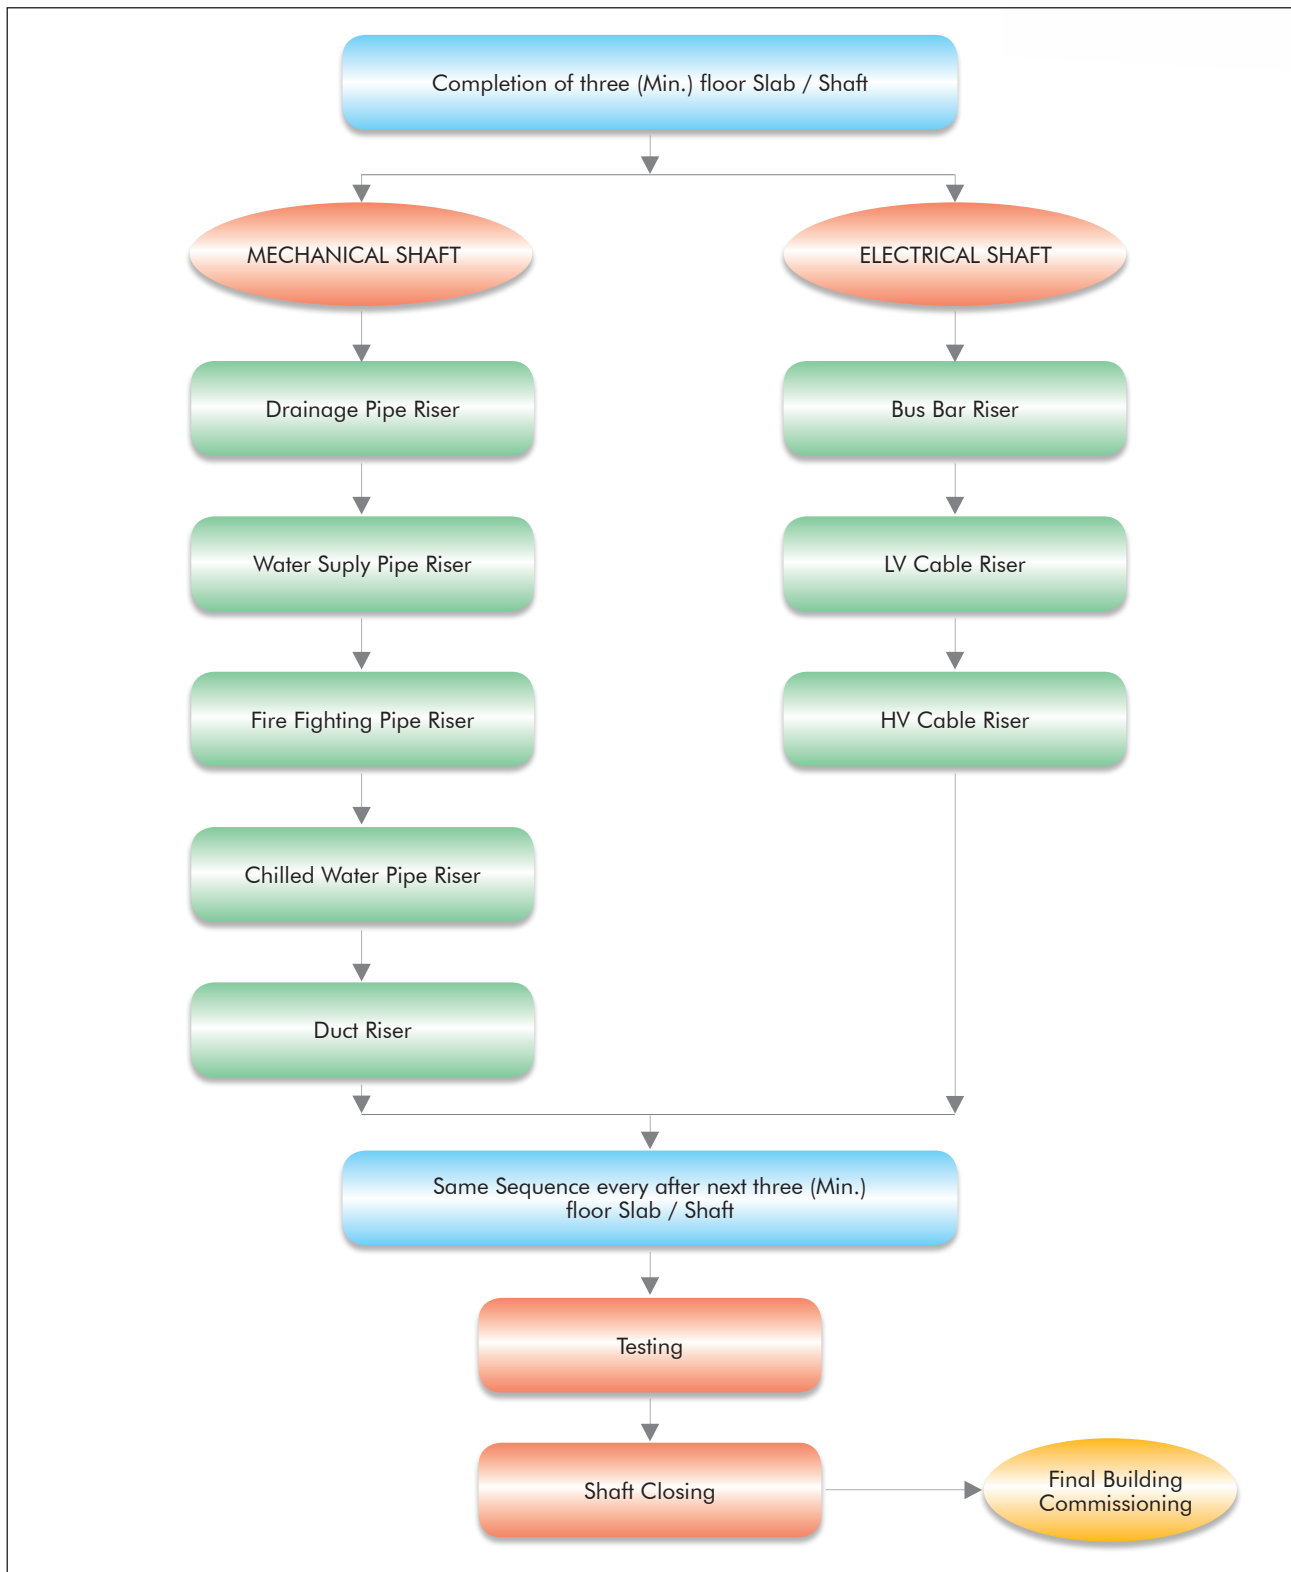 Completion of three (Min.) floor Slab / Shaft
MECHANICAL SHAFT
ELECTRICAL SHAFT
Drainage Pipe Riser
Bus Bar Riser
Water Suply Pipe Riser
LV Cable Riser
Fire Fighting Pipe Riser
HV Cable Riser
Chilled Water Pipe Riser
Duct Riser
Same Sequence every after next three (Min.)
floor Slab / Shaft
Testing
Shaft Closing
Final Building
Commissioning